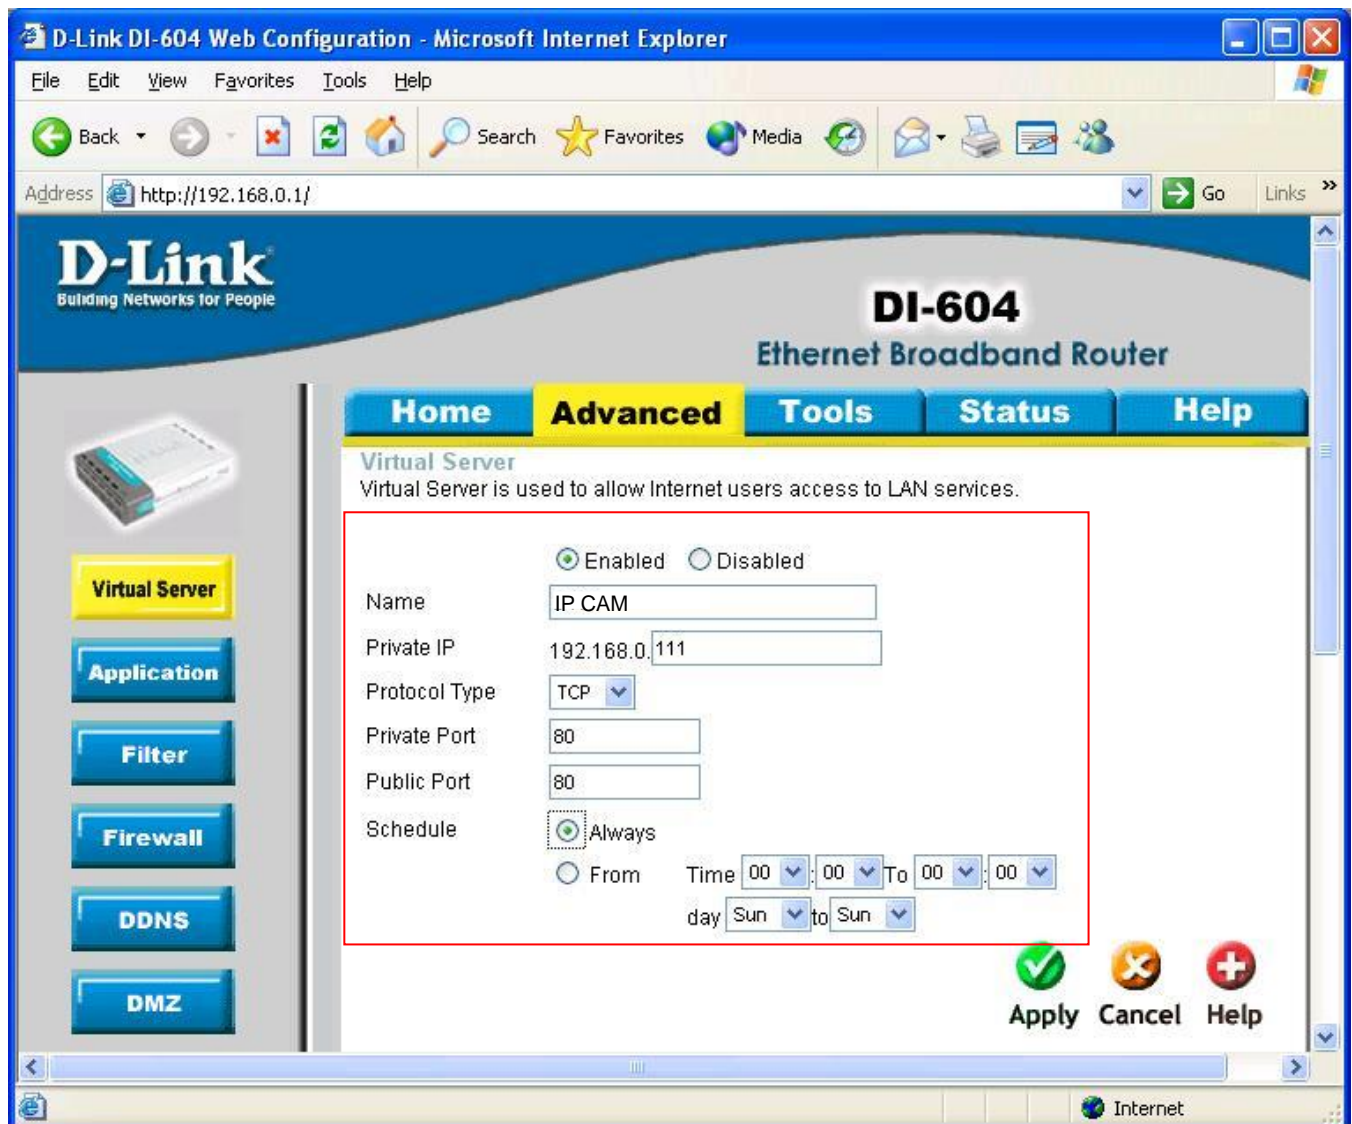 D-Link DI-604 Web Configuration - Microsoft Internet Explorer
File Edit View Favorites Tools Help
Back Search Favorites Media
Address http://192.168.0.1/ Go Links »
D-Link
Building Networks for People
DI-604
Ethernet Broadband Router
Home Advanced Tools Status Help
Virtual Server
Virtual Server is used to allow Internet users access to LAN services.
Enabled Disabled
Name IP CAM
Private IP 192.168.0. 111
Protocol Type TCP
Private Port 80
Public Port 80
Schedule Always
From Time 00 : 00 To 00 : 00
day Sun to Sun
Apply Cancel Help
Virtual Server
Application
Filter
Firewall
DDNS
DMZ
Internet